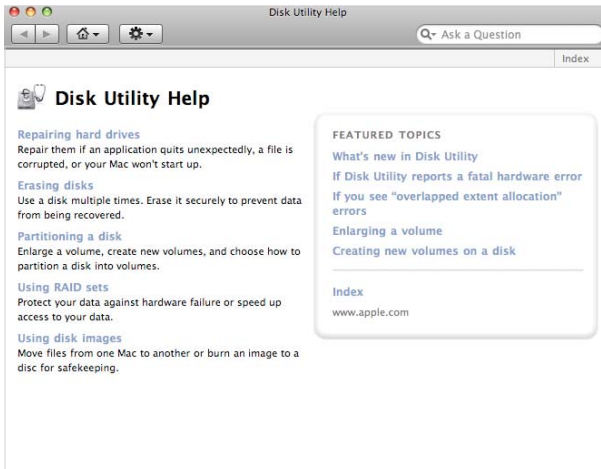 Disk Utility Help
Ask a Question
Index
Disk Utility Help
Repairing hard drives
Repair them if an application quits unexpectedly, a file is
corrupted, or your Mac won't start up.
Erasing disks
Use a disk multiple times. Erase it securely to prevent data
from being recovered.
Partitioning a disk
Enlarge a volume, create new volumes, and choose how to
partition a disk into volumes.
Using RAID sets
Protect your data against hardware failure or speed up
access to your data.
Using disk images
Move files from one Mac to another or burn an image to a
disc for safekeeping.
FEATURED TOPICS
What's new in Disk Utility
If Disk Utility reports a fatal hardware error
If you see “overlapped extent allocation”
errors
Enlarging a volume
Creating new volumes on a disk
Index
www.apple.com